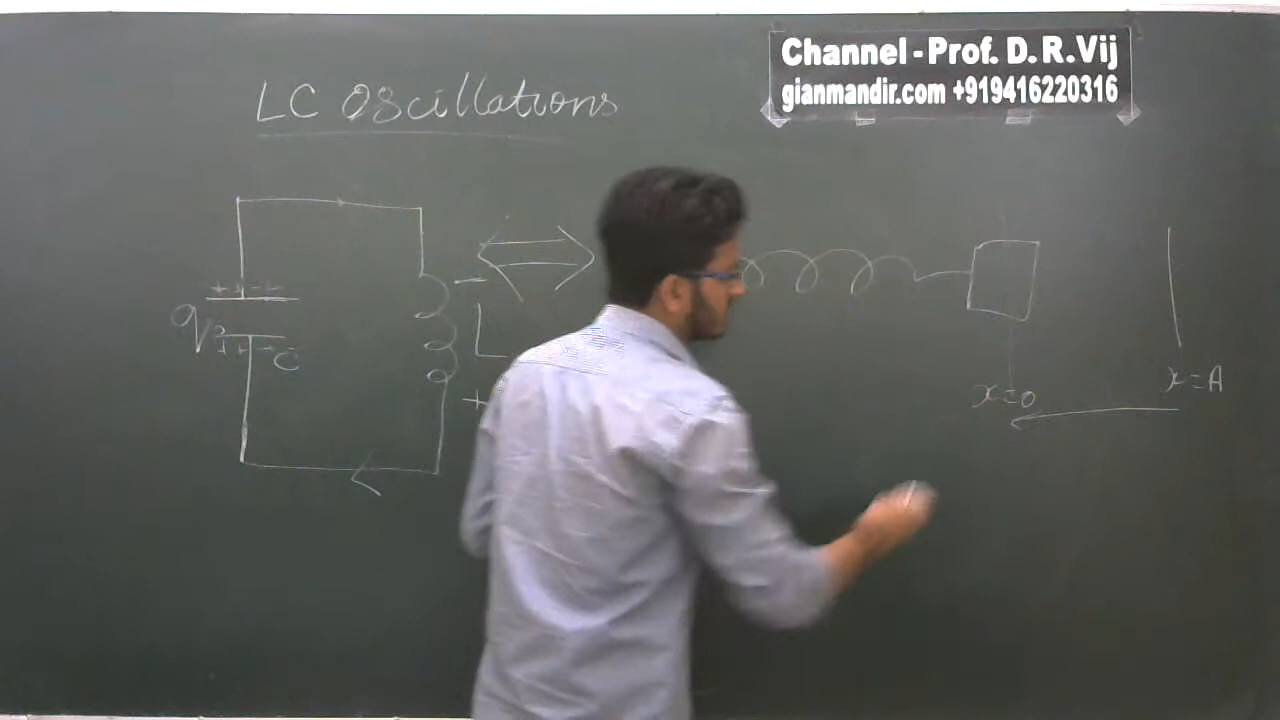 Channel - Prof. D. R. Vij
gianmandir.com +919416220316
LC Oscillations
+ + + +
-
q
L
C
+
x=0
x=A